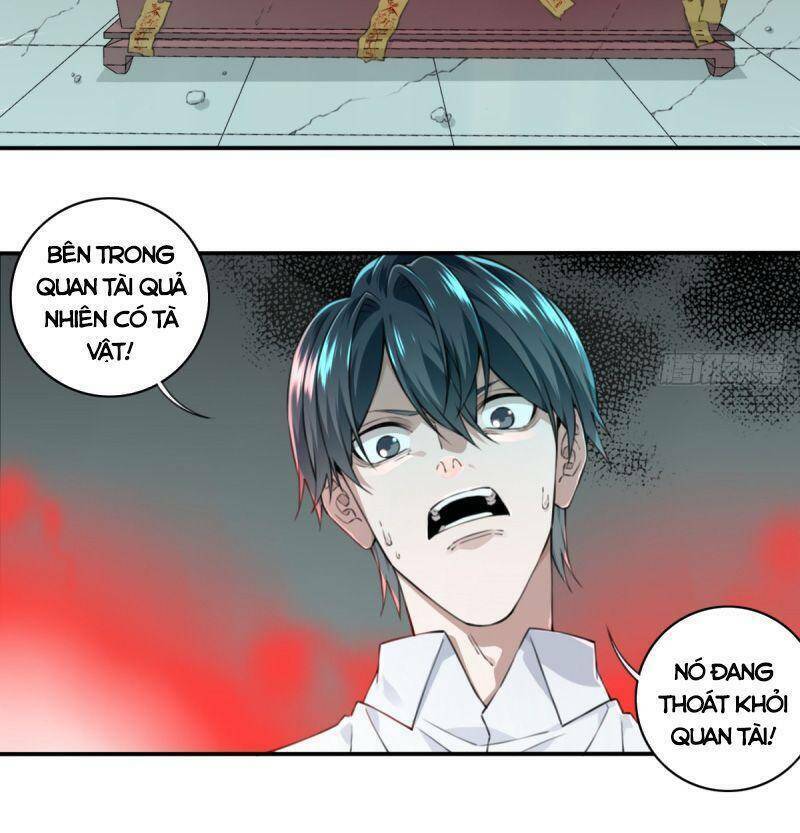 BÊN TRONG
QUAN TÀI QUẢ
NHIÊN CÓ TÀ
VẬT!
NÓ ĐANG
THOÁT KHỎI
QUAN TÀI!